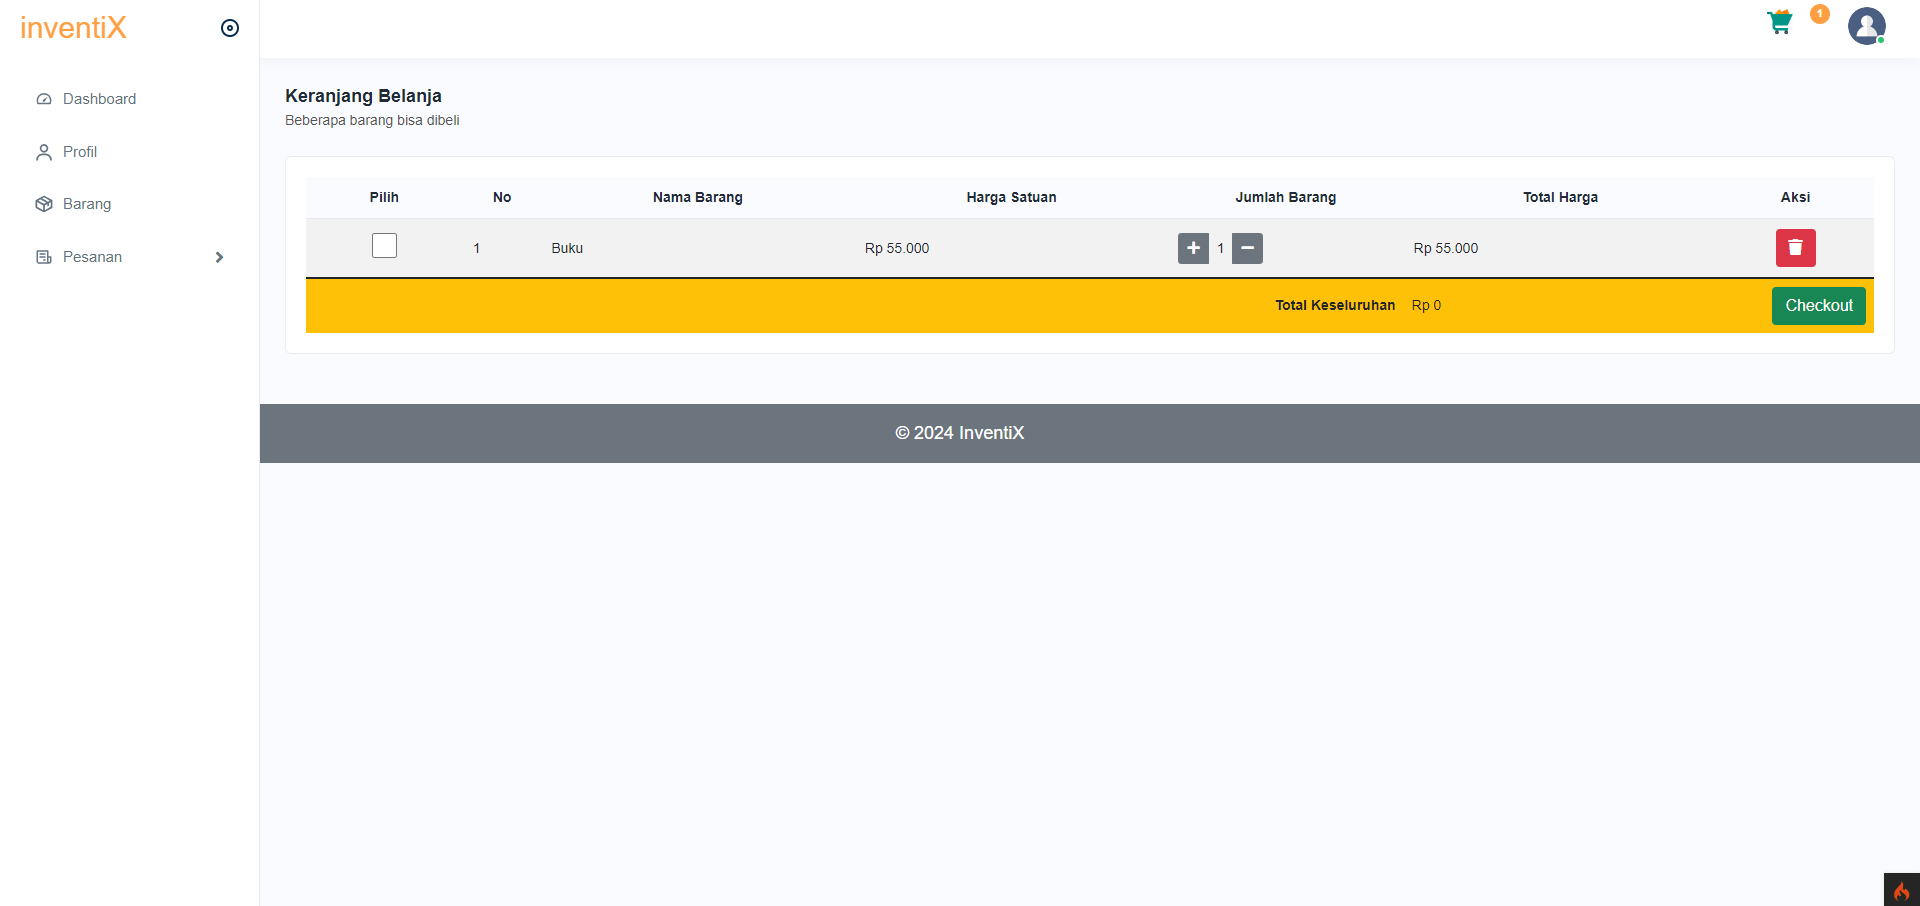 inventiX
1
Dashboard
Profil
Barang
Pesanan
Keranjang Belanja
Beberapa barang bisa dibeli
Pilih No Nama Barang Harga Satuan Jumlah Barang Total Harga Aksi
1 Buku Rp 55.000 + 1 − Rp 55.000
Total Keseluruhan Rp 0 Checkout
© 2024 InventiX